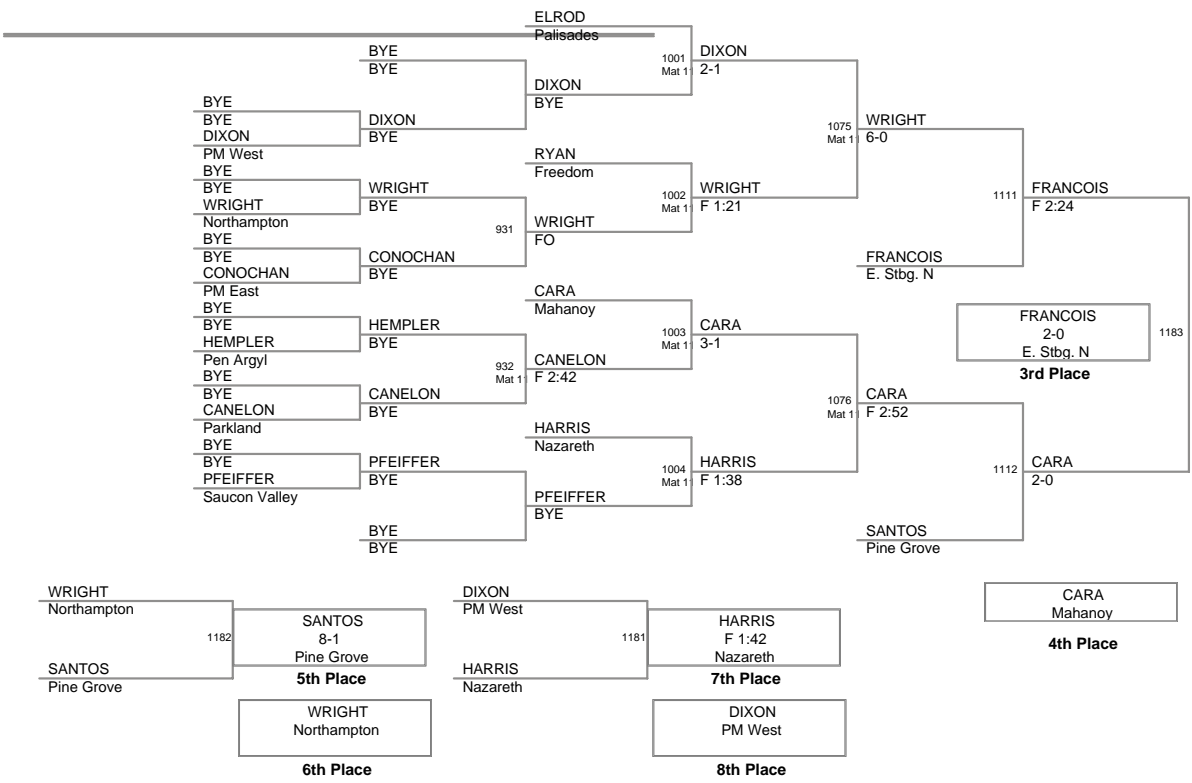 ELROD
Palisades
BYE
BYE
1001
Mat 11
DIXON
2-1
DIXON
BYE
BYE
BYE
DIXON
PM West
DIXON
BYE
1075
Mat 11
WRIGHT
6-0
RYAN
Freedom
BYE
BYE
WRIGHT
Northampton
WRIGHT
BYE
1002
Mat 11
WRIGHT
F 1:21
1111
FRANCOIS
F 2:24
931
WRIGHT
FO
BYE
BYE
CONOCHAN
PM East
CONOCHAN
BYE
FRANCOIS
E. Stbg. N
CARA
Mahanoy
BYE
BYE
HEMPLER
Pen Argyl
HEMPLER
BYE
1003
Mat 11
CARA
3-1
FRANCOIS
2-0
E. Stbg. N
1183
3rd Place
932
Mat 11
CANELON
F 2:42
BYE
BYE
CANELON
Parkland
CANELON
BYE
1076
Mat 11
CARA
F 2:52
HARRIS
Nazareth
BYE
BYE
PFEIFFER
Saucon Valley
PFEIFFER
BYE
1004
Mat 11
HARRIS
F 1:38
1112
CARA
2-0
PFEIFFER
BYE
BYE
BYE
SANTOS
Pine Grove
WRIGHT
Northampton
1182
SANTOS
8-1
Pine Grove
5th Place
SANTOS
Pine Grove
WRIGHT
Northampton
6th Place
DIXON
PM West
1181
HARRIS
F 1:42
Nazareth
7th Place
HARRIS
Nazareth
DIXON
PM West
8th Place
CARA
Mahanoy
4th Place